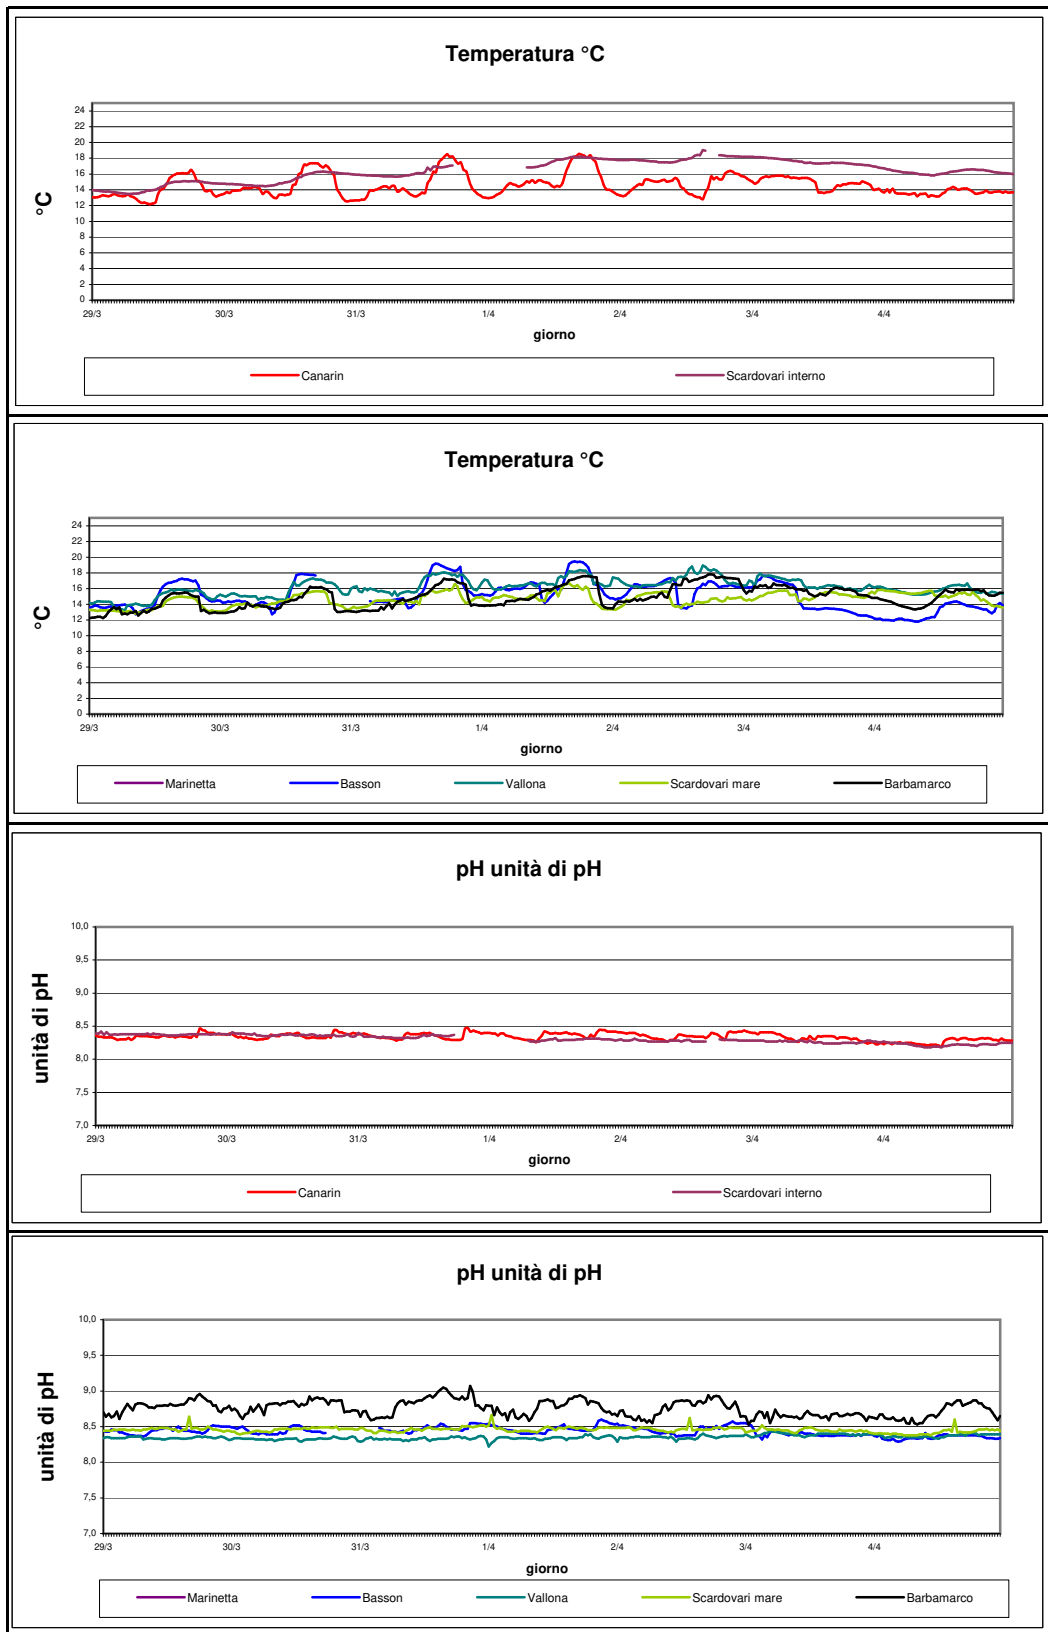 Temperatura °C
24
22
20
18
16
14
12
10
8
6
4
2
0
°C
29/3 30/3 31/3 1/4 2/4 3/4 4/4
giorno
Canarin Scardovari interno
Temperatura °C
24
22
20
18
16
14
12
10
8
6
4
2
0
°C
29/3 30/3 31/3 1/4 2/4 3/4 4/4
giorno
Marinetta Basson Vallona Scardovari mare Barbamarco
pH unità di pH
10,0
9,5
9,0
8,5
8,0
7,5
7,0
unità di pH
29/3 30/3 31/3 1/4 2/4 3/4 4/4
giorno
Canarin Scardovari interno
pH unità di pH
10,0
9,5
9,0
8,5
8,0
7,5
7,0
unità di pH
29/3 30/3 31/3 1/4 2/4 3/4 4/4
giorno
Marinetta Basson Vallona Scardovari mare Barbamarco